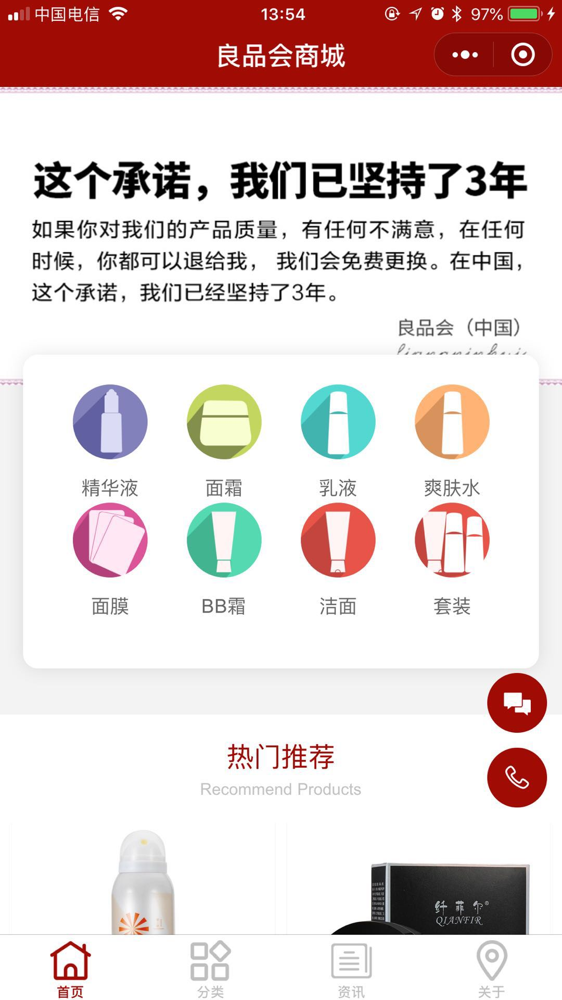 中国电信
13:54
97%
良品会商城
这个承诺，我们已坚持了3年
如果你对我们的产品质量，有任何不满意，在任何
时候，你都可以退给我， 我们会免费更换。在中国，
这个承诺，我们已经坚持了3年。
良品会（中国）
精华液 面霜 乳液 爽肤水
面膜 BB霜 洁面 套装
热门推荐
Recommend Products
纤菲尔®
QIANFIR
首页 分类 资讯 关于